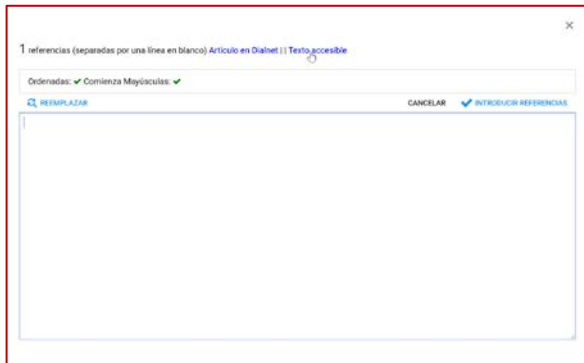 1 referencias (separadas por una línea en blanco) Artículo en Dialnet || Texto accesible
Ordenadas: ✔ Comienza Mayúsculas: ✔
REEMPLAZAR CANCELAR ✔ INTRODUCIR REFERENCIAS